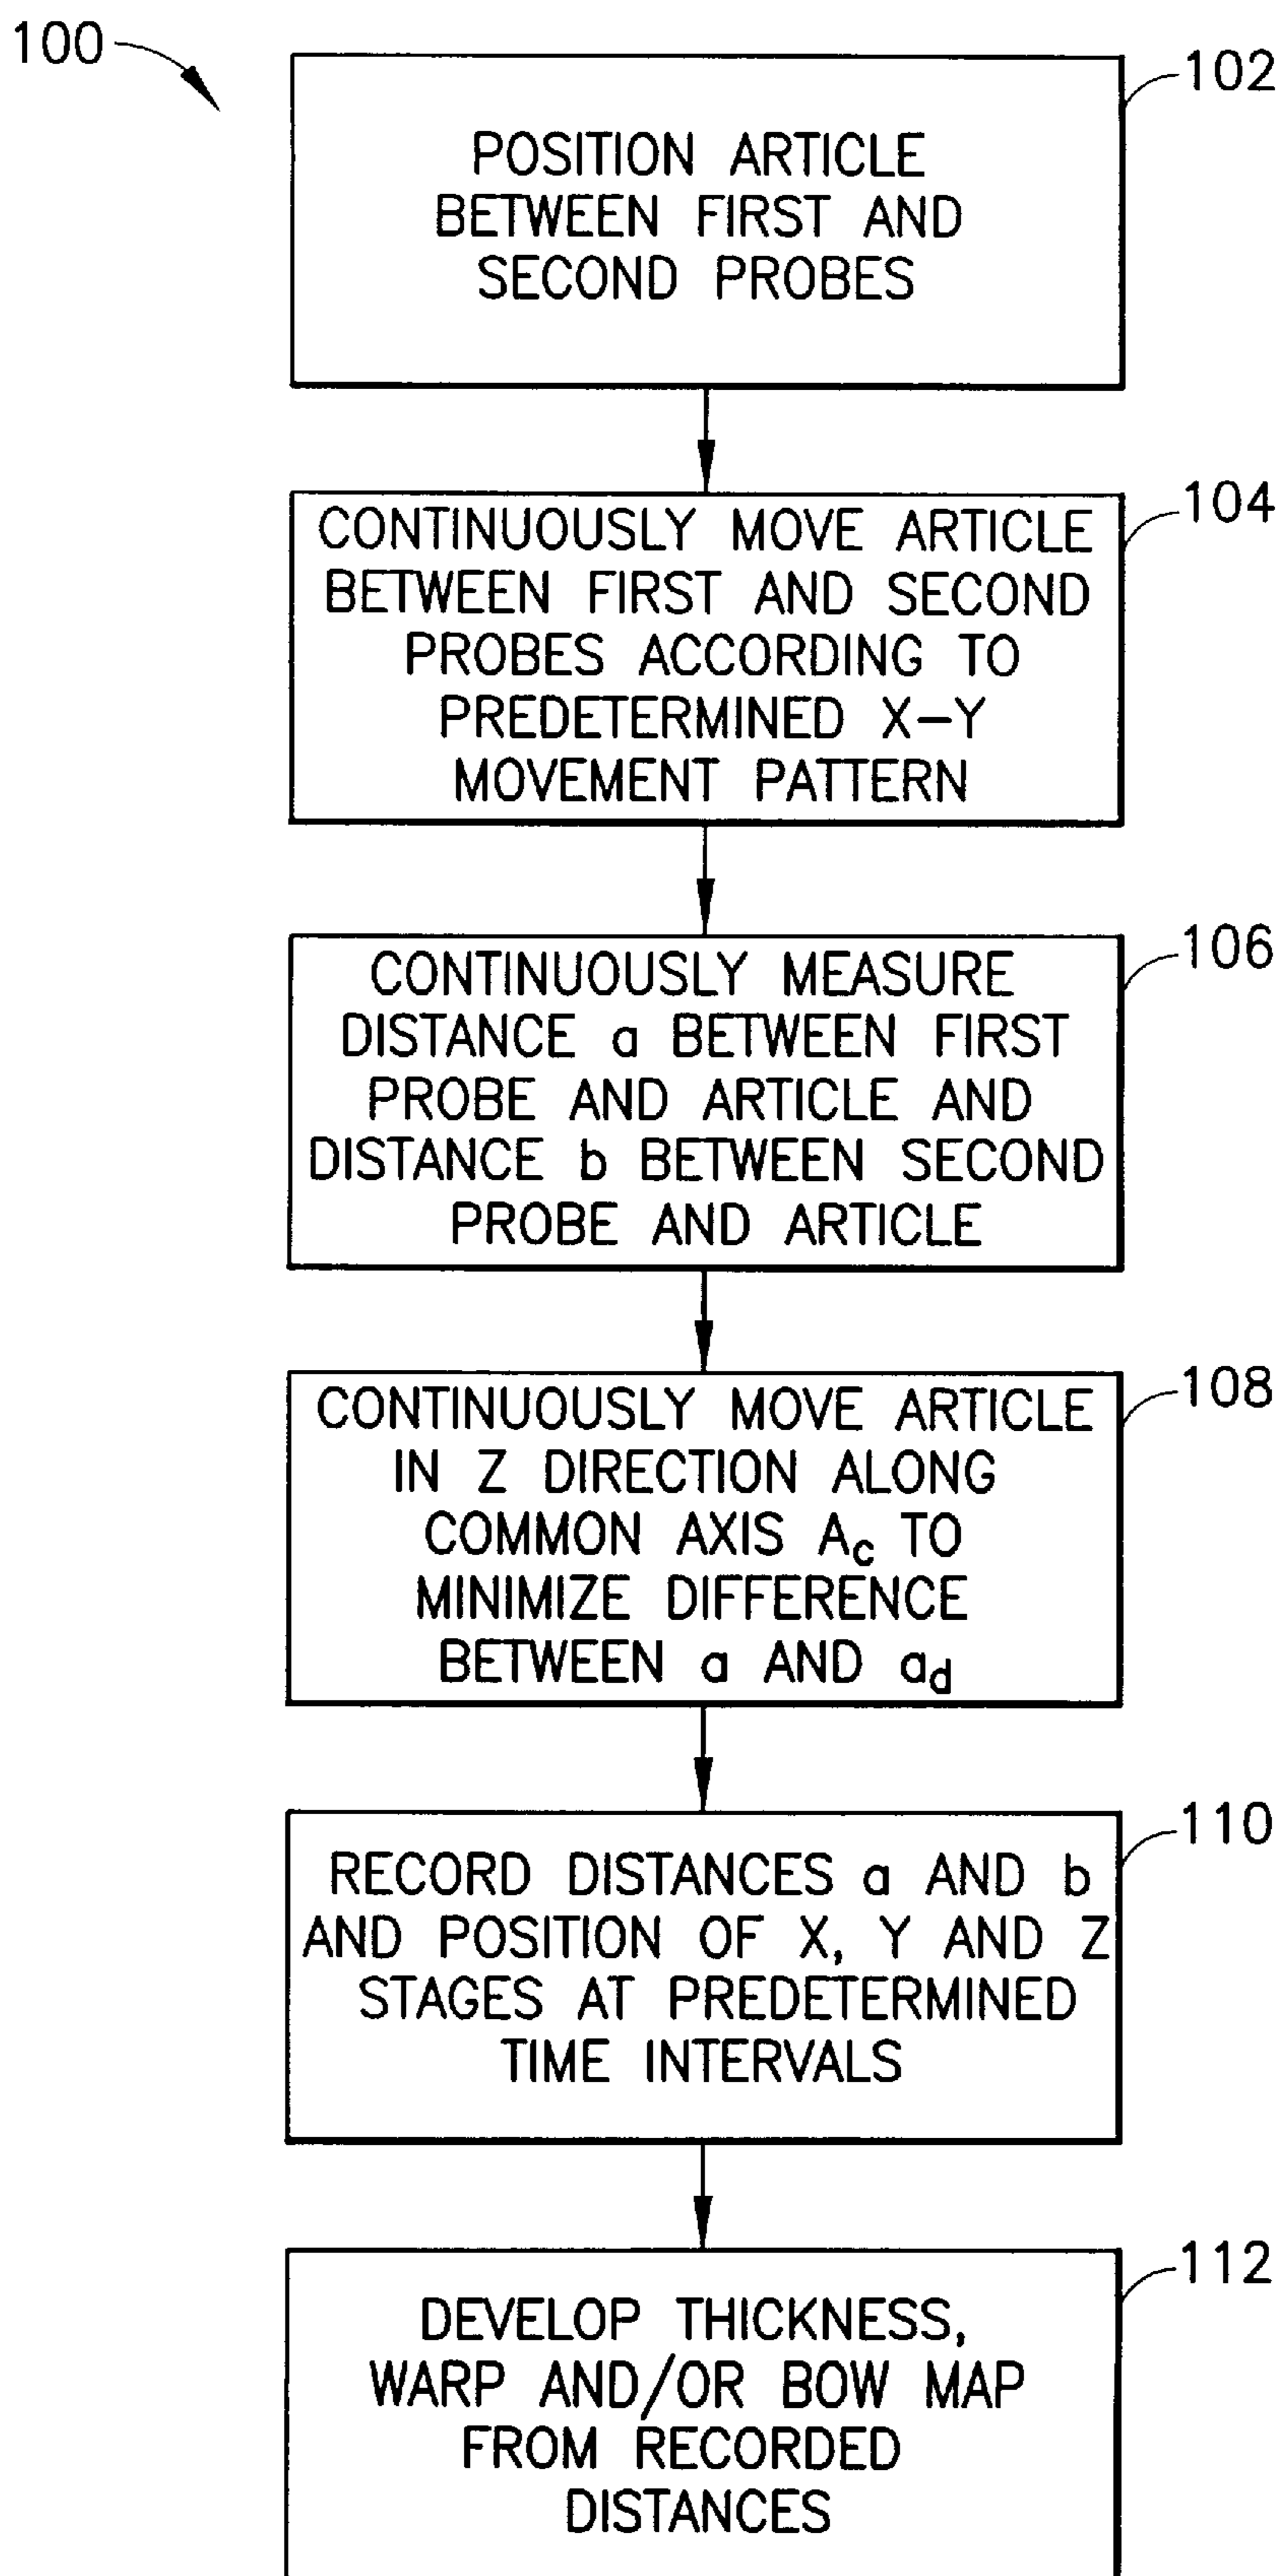 100
102
POSITION ARTICLE
BETWEEN FIRST AND
SECOND PROBES
104
CONTINUOUSLY MOVE ARTICLE
BETWEEN FIRST AND SECOND
PROBES ACCORDING TO
PREDETERMINED X-Y
MOVEMENT PATTERN
106
CONTINUOUSLY MEASURE
DISTANCE a BETWEEN FIRST
PROBE AND ARTICLE AND
DISTANCE b BETWEEN SECOND
PROBE AND ARTICLE
108
CONTINUOUSLY MOVE ARTICLE
IN Z DIRECTION ALONG
COMMON AXIS Ac TO
MINIMIZE DIFFERENCE
BETWEEN a AND ad
110
RECORD DISTANCES a AND b
AND POSITION OF X, Y AND Z
STAGES AT PREDETERMINED
TIME INTERVALS
112
DEVELOP THICKNESS,
WARP AND/OR BOW MAP
FROM RECORDED
DISTANCES